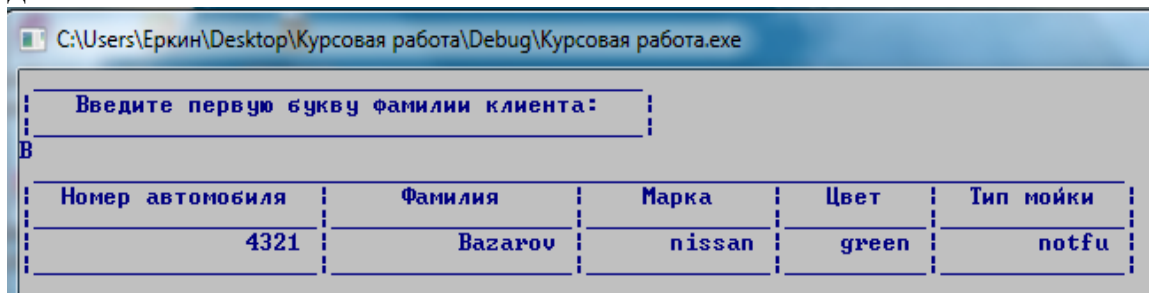 C:\Users\Еркин\Desktop\Курсовая работа\Debug\Курсовая работа.exe
Введите первую букву фамилии клиента:
B
Номер автомобиля Фамилия Марка Цвет Тип мойки
4321 Bazarov nissan green notfu